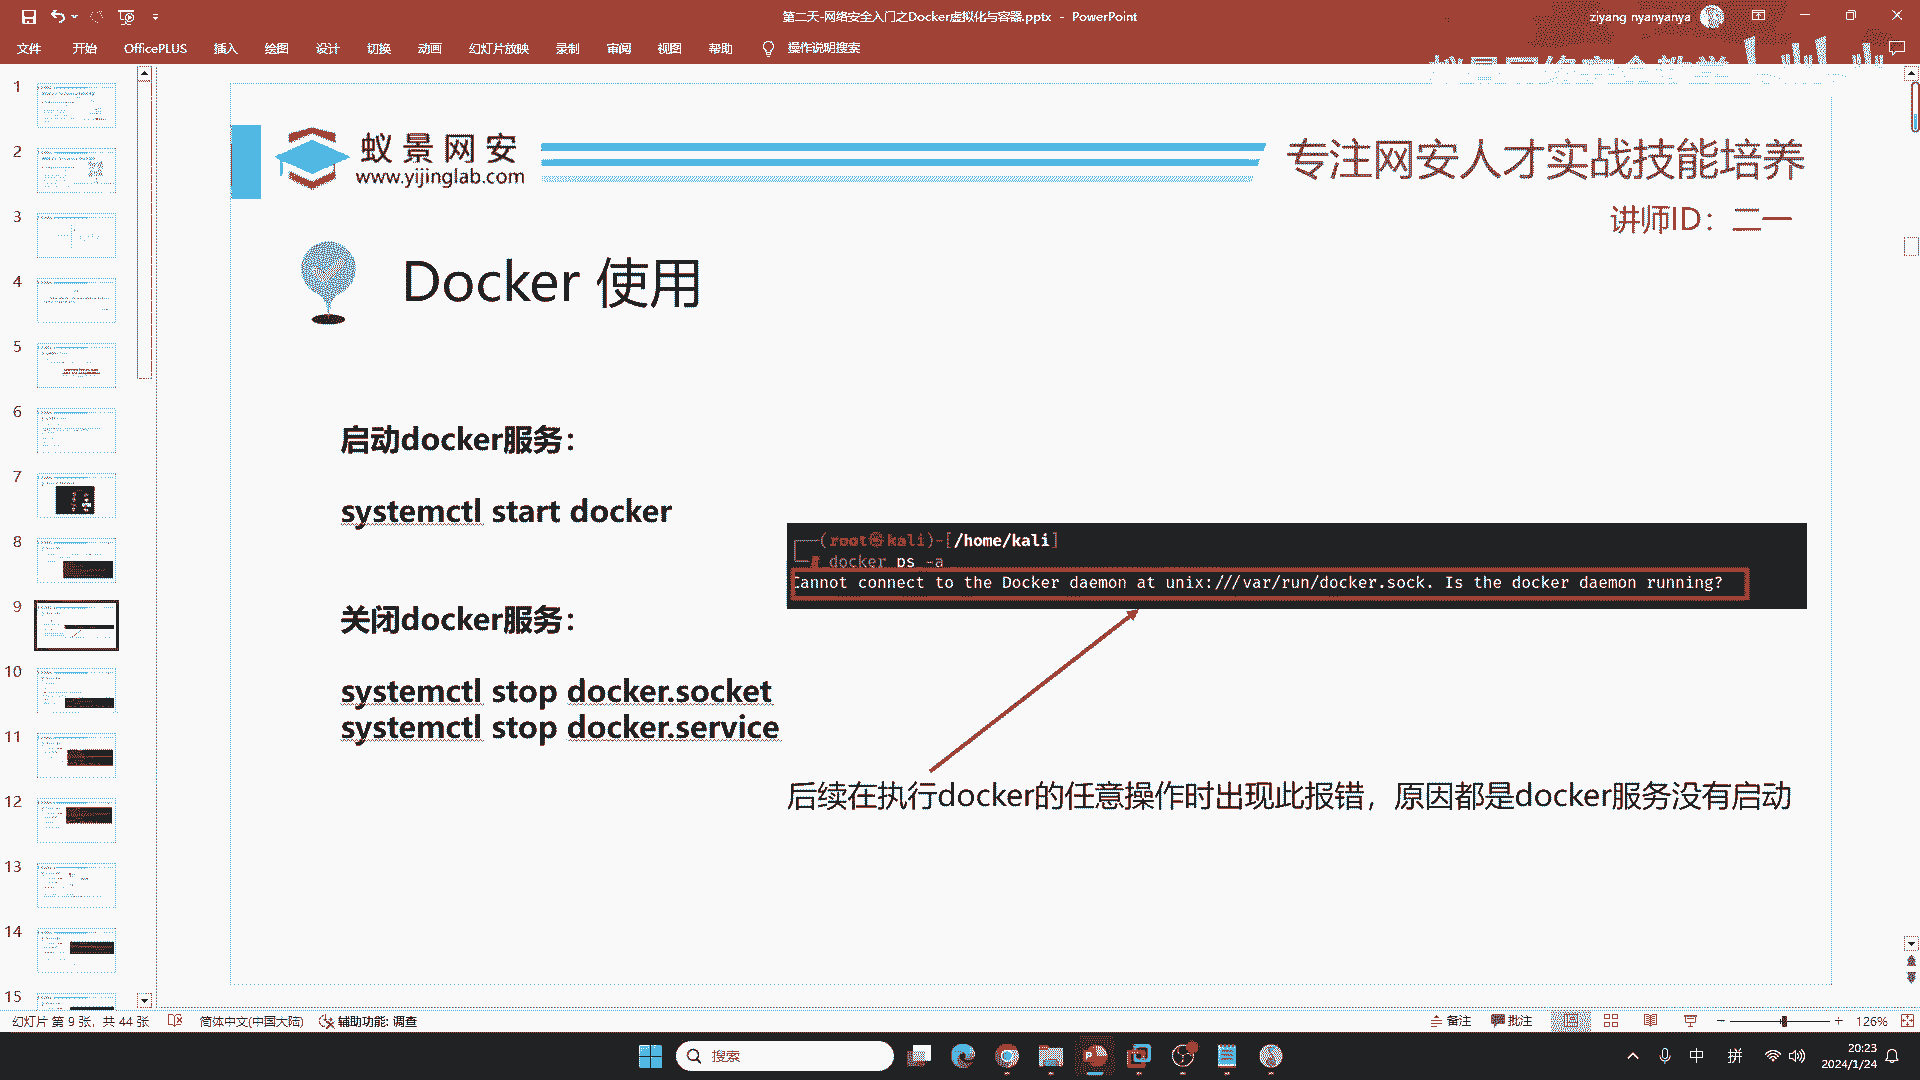 第二天-网络安全入门之Docker虚拟化与容器.pptx - PowerPoint
ziyang nyanyanya
文件 开始 OfficePLUS 插入 绘图 设计 切换 动画 幻灯片放映 录制 审阅 视图 帮助 操作说明搜索
蚁景网安
www.yijinglab.com
专注网安人才实战技能培养
讲师ID：二一
Docker 使用
启动docker服务：
systemctl start docker
(root㉿kali)-[/home/kali]
# docker ps -a
Cannot connect to the Docker daemon at unix:///var/run/docker.sock. Is the docker daemon running?
关闭docker服务：
systemctl stop docker.socket
systemctl stop docker.service
后续在执行docker的任意操作时出现此报错，原因都是docker服务没有启动
1
2
3
4
5
6
7
8
9
10
11
12
13
14
15
幻灯片 第 9 张，共 44 张 简体中文(中国大陆) 辅助功能: 调查 备注 批注 126%
搜索
中 拼
20:23
2024/1/24